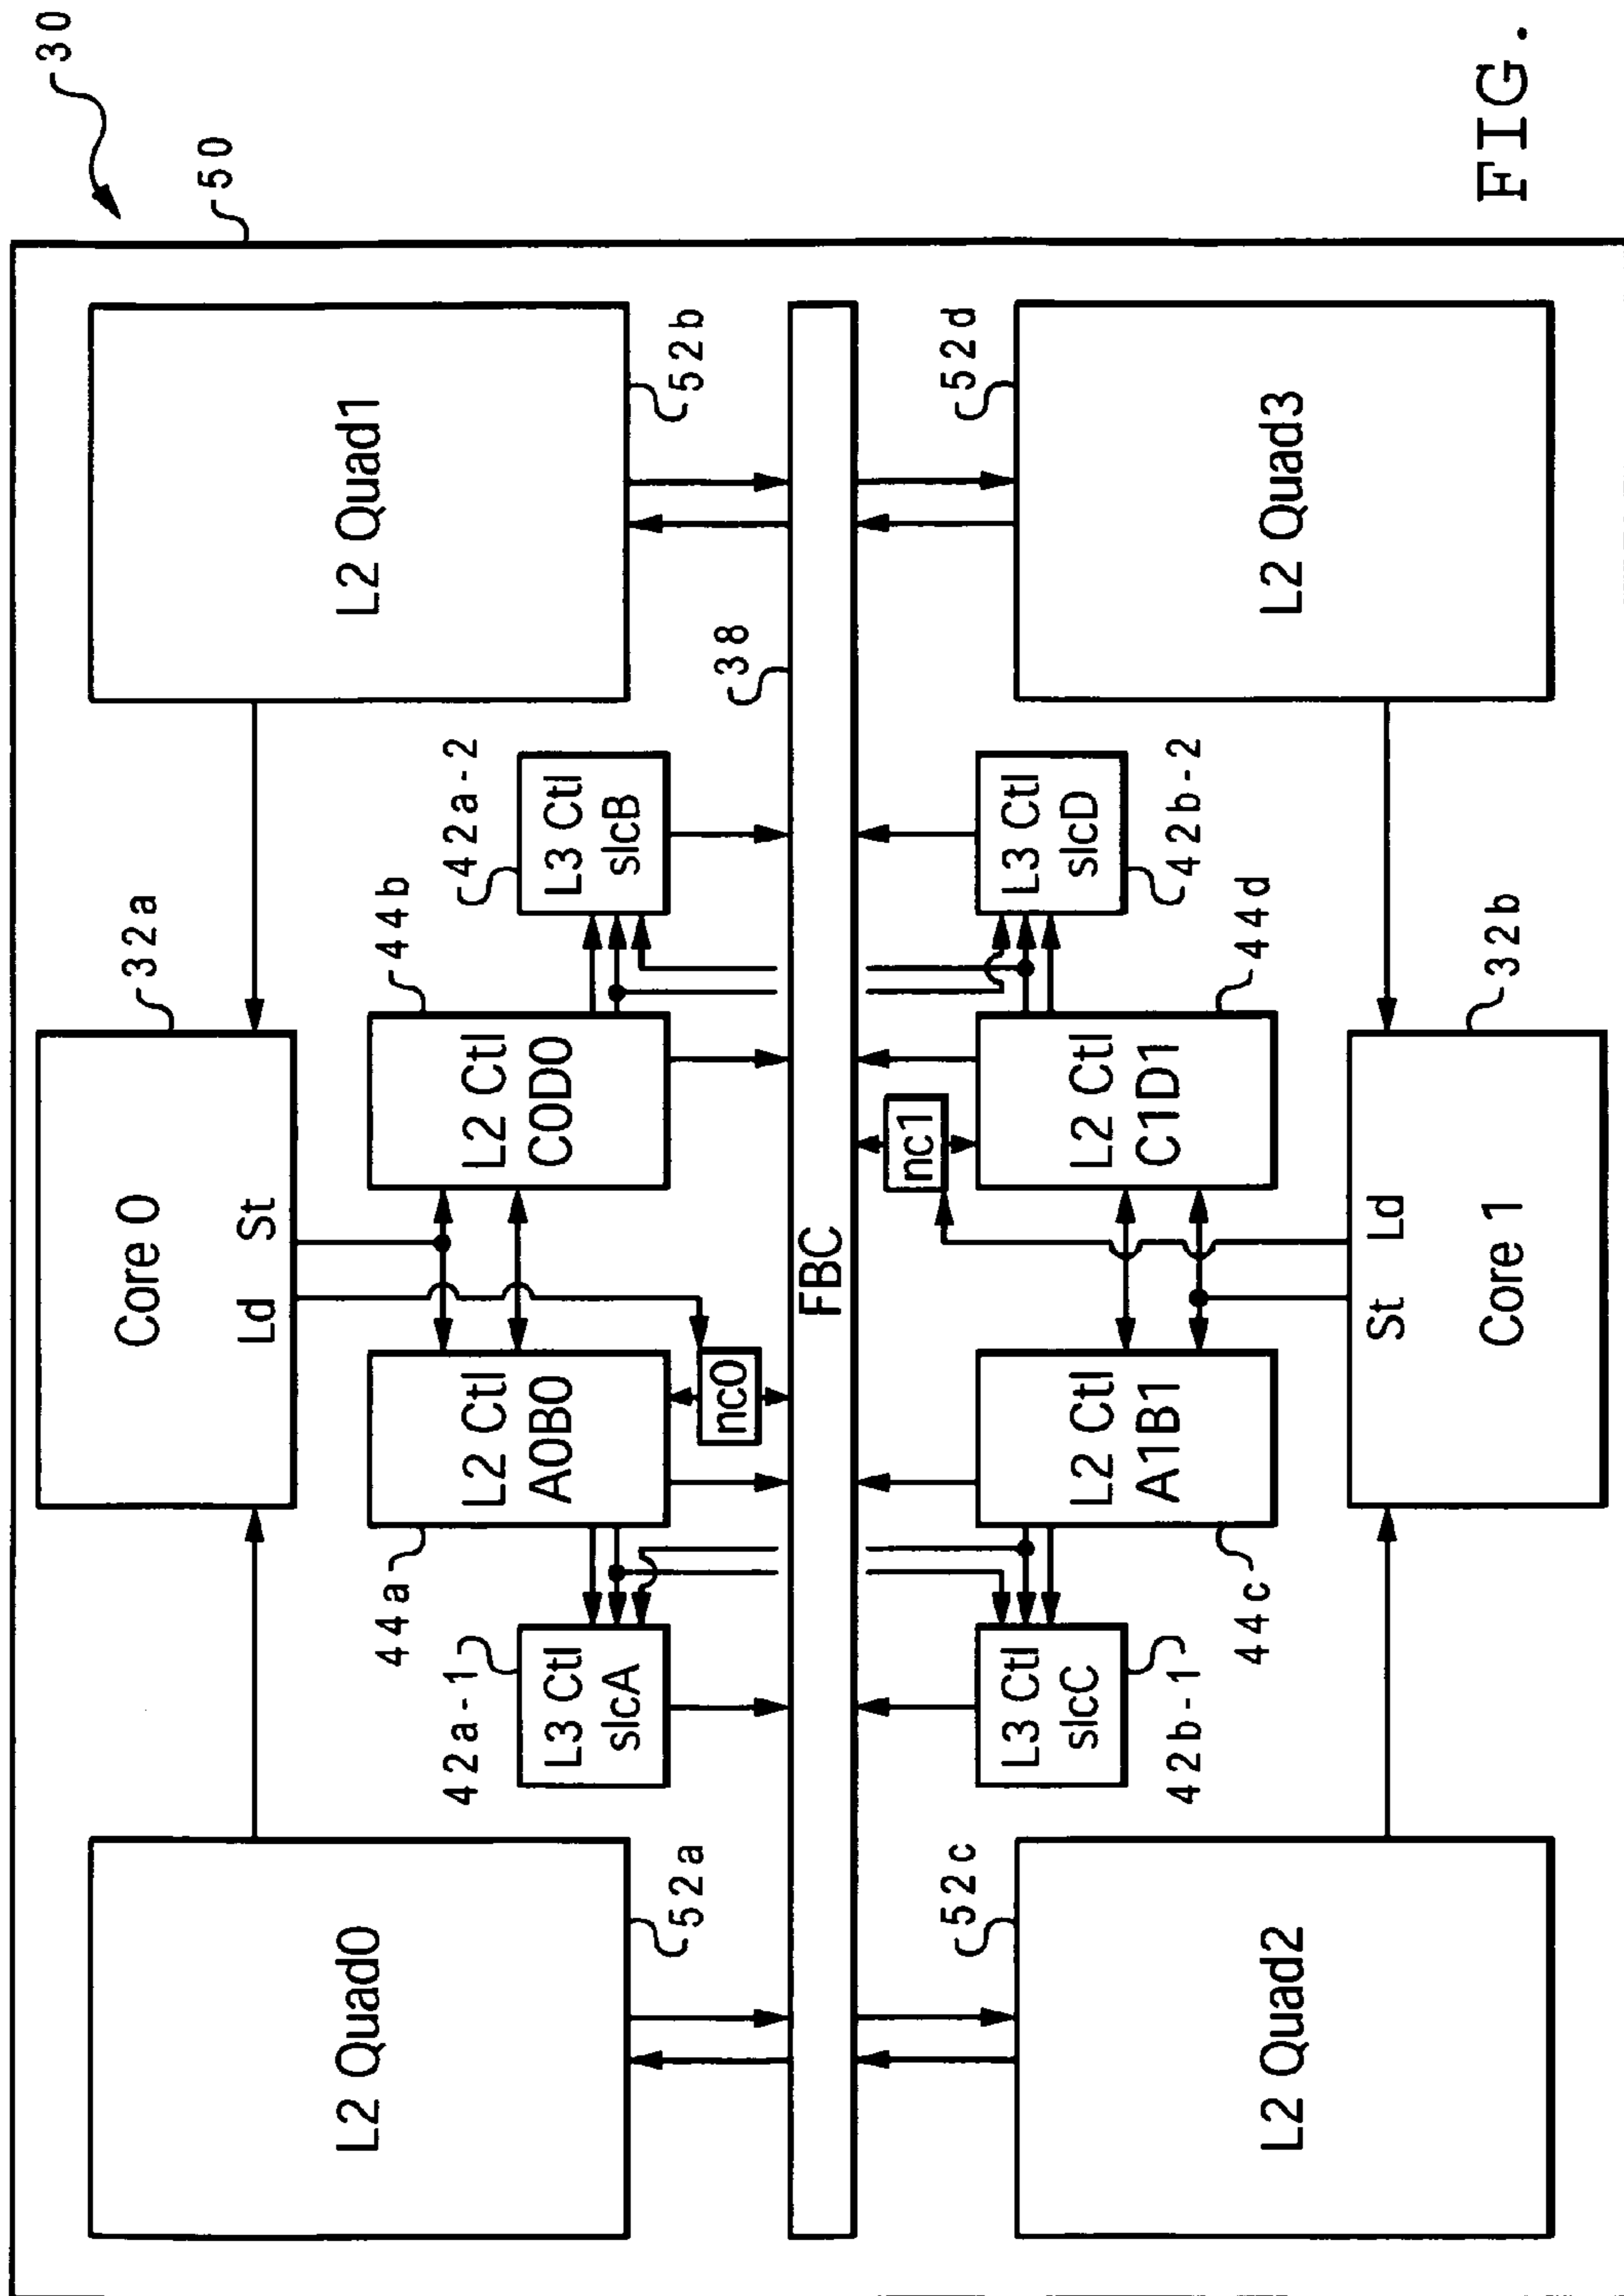 30
50
32a
Core 0
Ld St
L2 Quad0
L2 Quad1
44a
44b
L2 Ctl
A0B0
L2 Ctl
C0D0
42a-1
42a-2
L3 Ctl
slcA
L3 Ctl
slcB
52a
nc0
38
52b
FBC
52c
nc1
52d
L3 Ctl
slcC
L3 Ctl
slcD
42b-1
42b-2
L2 Ctl
A1B1
L2 Ctl
C1D1
44c
44d
L2 Quad2
L2 Quad3
St Ld
Core 1
32b
FIG.